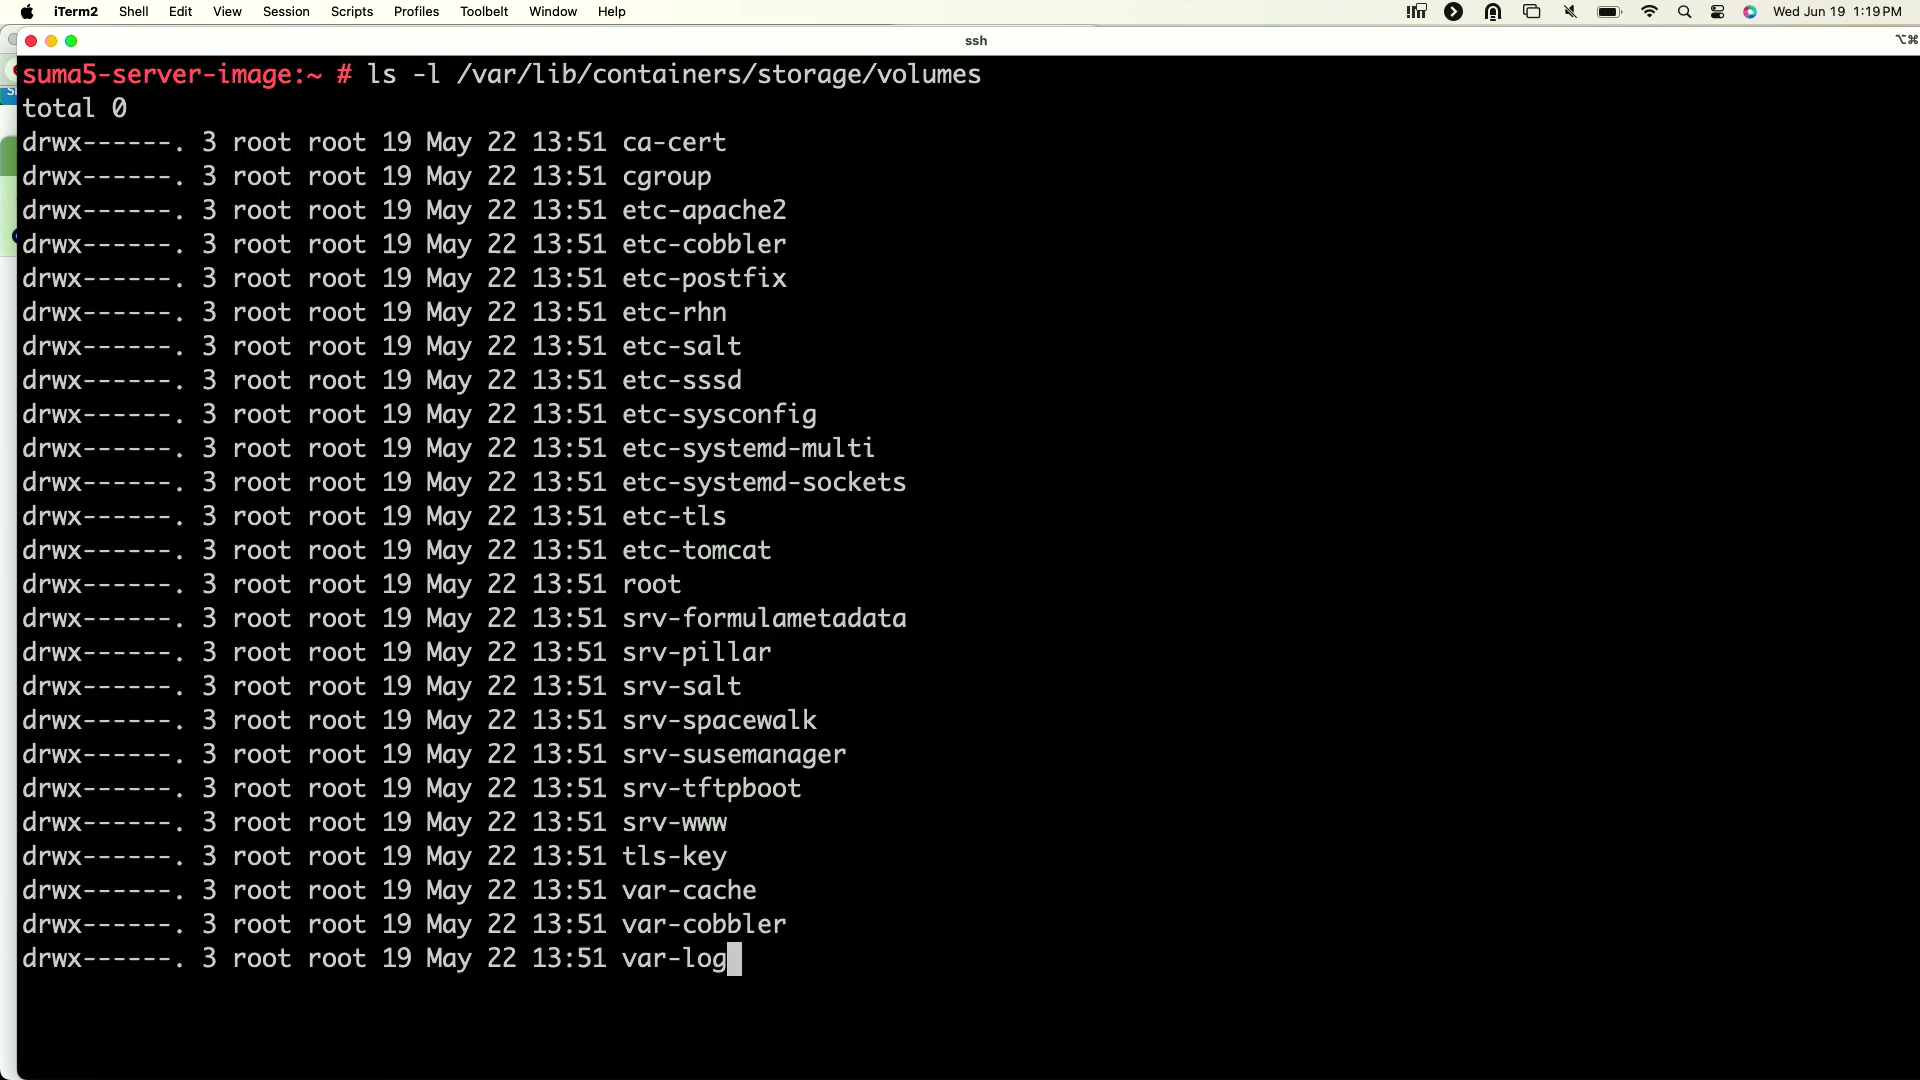 iTerm2 Shell Edit View Session Scripts Profiles Toolbelt Window Help Wed Jun 19 1:19 PM
ssh
suma5-server-image:~ # ls -l /var/lib/containers/storage/volumes
total 0
drwx------. 3 root root 19 May 22 13:51 ca-cert
drwx------. 3 root root 19 May 22 13:51 cgroup
drwx------. 3 root root 19 May 22 13:51 etc-apache2
drwx------. 3 root root 19 May 22 13:51 etc-cobbler
drwx------. 3 root root 19 May 22 13:51 etc-postfix
drwx------. 3 root root 19 May 22 13:51 etc-rhn
drwx------. 3 root root 19 May 22 13:51 etc-salt
drwx------. 3 root root 19 May 22 13:51 etc-sssd
drwx------. 3 root root 19 May 22 13:51 etc-sysconfig
drwx------. 3 root root 19 May 22 13:51 etc-systemd-multi
drwx------. 3 root root 19 May 22 13:51 etc-systemd-sockets
drwx------. 3 root root 19 May 22 13:51 etc-tls
drwx------. 3 root root 19 May 22 13:51 etc-tomcat
drwx------. 3 root root 19 May 22 13:51 root
drwx------. 3 root root 19 May 22 13:51 srv-formulametadata
drwx------. 3 root root 19 May 22 13:51 srv-pillar
drwx------. 3 root root 19 May 22 13:51 srv-salt
drwx------. 3 root root 19 May 22 13:51 srv-spacewalk
drwx------. 3 root root 19 May 22 13:51 srv-susemanager
drwx------. 3 root root 19 May 22 13:51 srv-tftpboot
drwx------. 3 root root 19 May 22 13:51 srv-www
drwx------. 3 root root 19 May 22 13:51 tls-key
drwx------. 3 root root 19 May 22 13:51 var-cache
drwx------. 3 root root 19 May 22 13:51 var-cobbler
drwx------. 3 root root 19 May 22 13:51 var-log